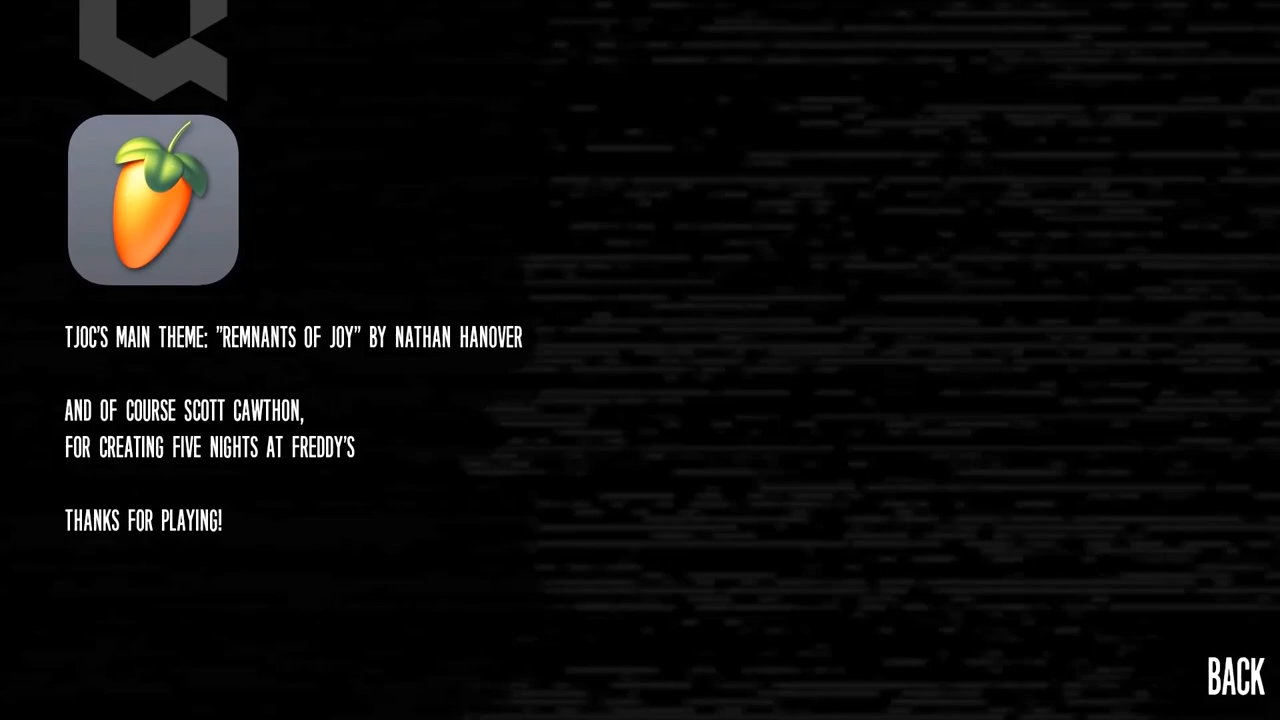 TJOC'S MAIN THEME: "REMNANTS OF JOY" BY NATHAN HANOVER
AND OF COURSE SCOTT CAWTHON,
FOR CREATING FIVE NIGHTS AT FREDDY'S
THANKS FOR PLAYING!
BACK